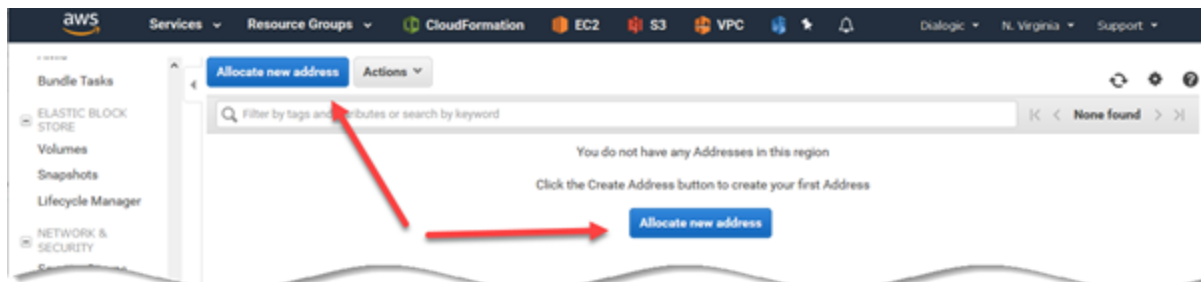 aws Services Resource Groups CloudFormation EC2 S3 VPC Dialogic N. Virginia Support
Bundle Tasks
ELASTIC BLOCK
STORE
Volumes
Snapshots
Lifecycle Manager
NETWORK &
SECURITY
Allocate new address Actions
Filter by tags and attributes or search by keyword
None found
You do not have any Addresses in this region
Click the Create Address button to create your first Address
Allocate new address